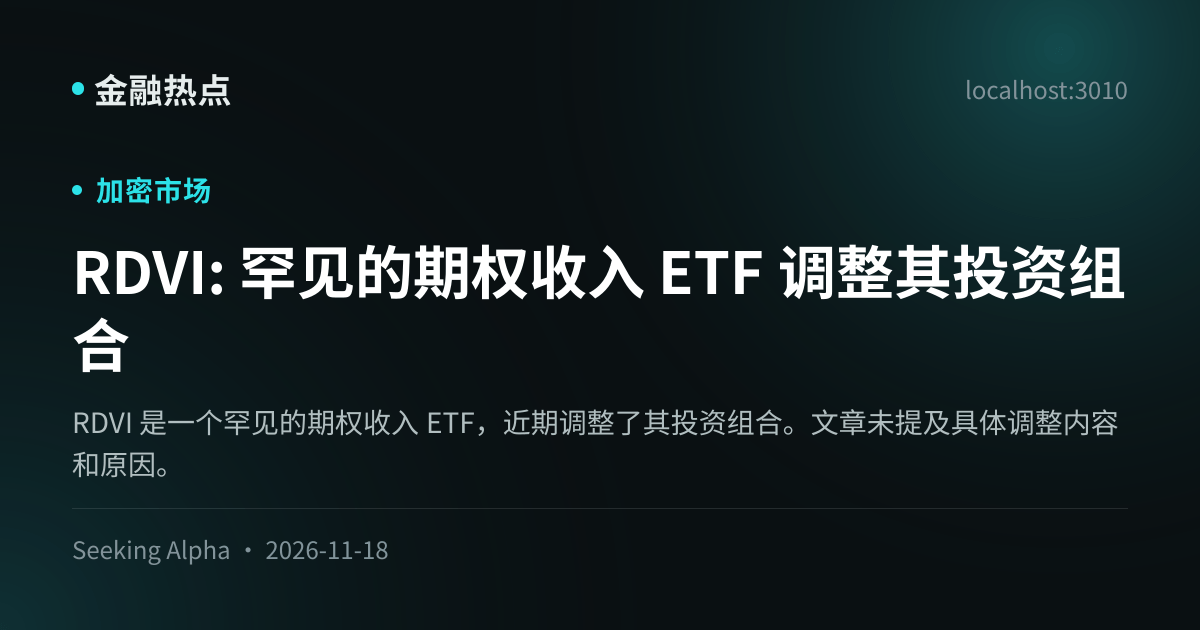 金融热点
localhost:3010
加密市场
RDVI: 罕见的期权收入 ETF 调整其投资组
合
RDVI 是一个罕见的期权收入 ETF，近期调整了其投资组合。文章未提及具体调整内容
和原因。
Seeking Alpha • 2026-11-18